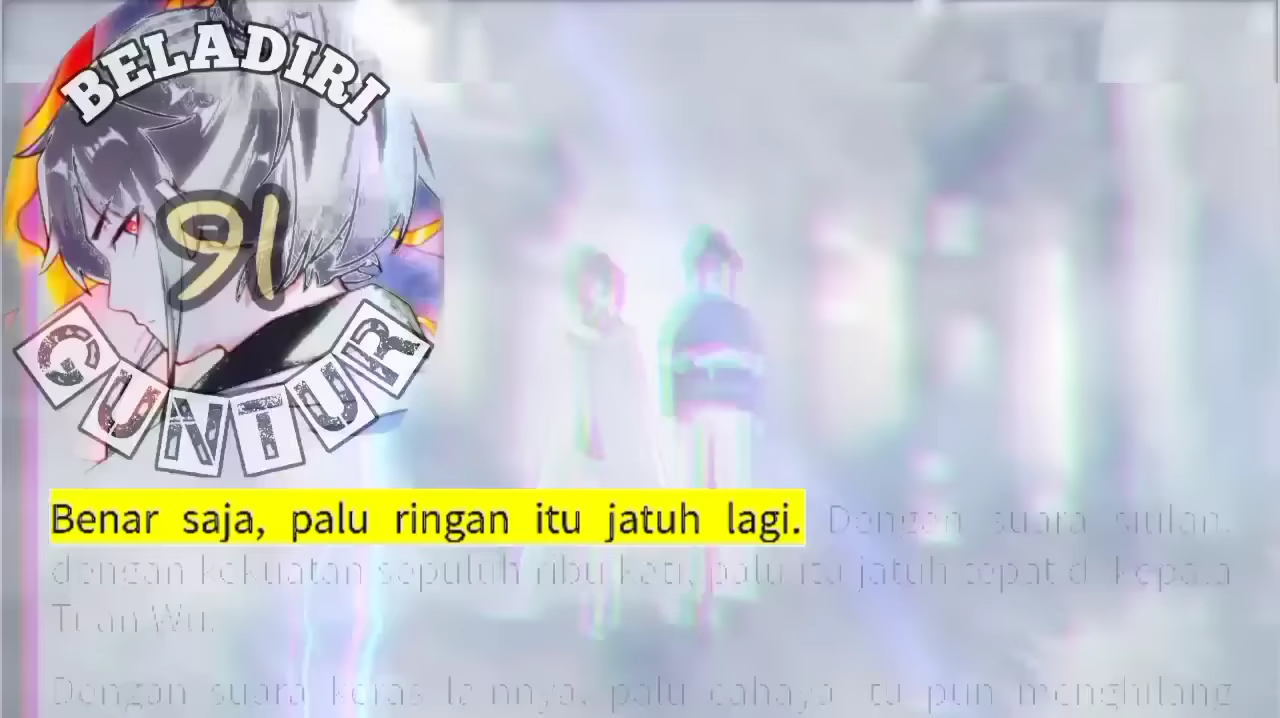 BELADIRI
91
GUNTUR
Benar saja, palu ringan itu jatuh lagi. Dengan suara siulan,
dengan kekuatan sepuluh ribu kati, palu itu jatuh tepat di kepala
Tuan Wu.
Dengan suara keras lainnya, palu cahaya itu pun menghilang